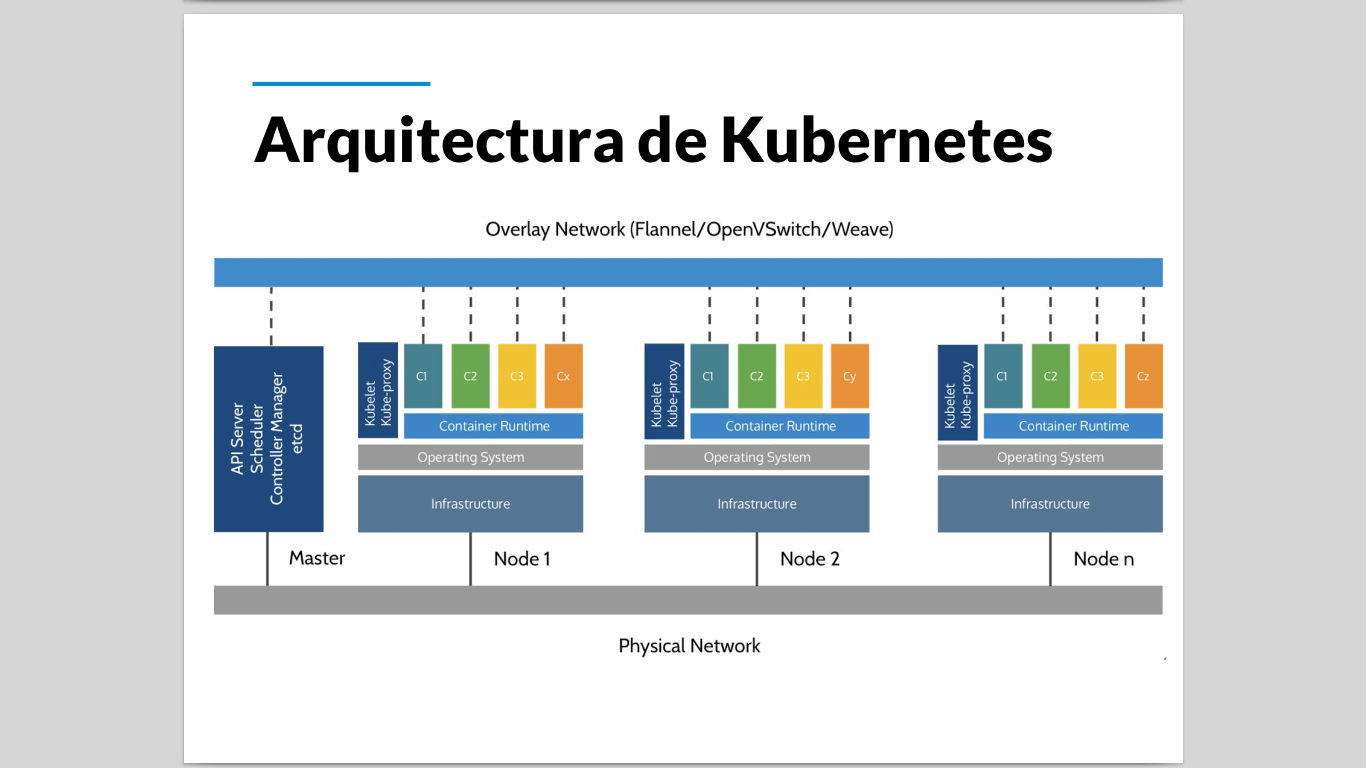 Arquitectura de Kubernetes
Overlay Network (Flannel/OpenVSwitch/Weave)
API Server
Scheduler
Controller Manager
etcd
Master
Kubelet
Kube-proxy
C1
C2
C3
Cx
Container Runtime
Operating System
Infrastructure
Node 1
Kubelet
Kube-proxy
C1
C2
C3
Cy
Container Runtime
Operating System
Infrastructure
Node 2
Kubelet
Kube-proxy
C1
C2
C3
Cz
Container Runtime
Operating System
Infrastructure
Node n
Physical Network